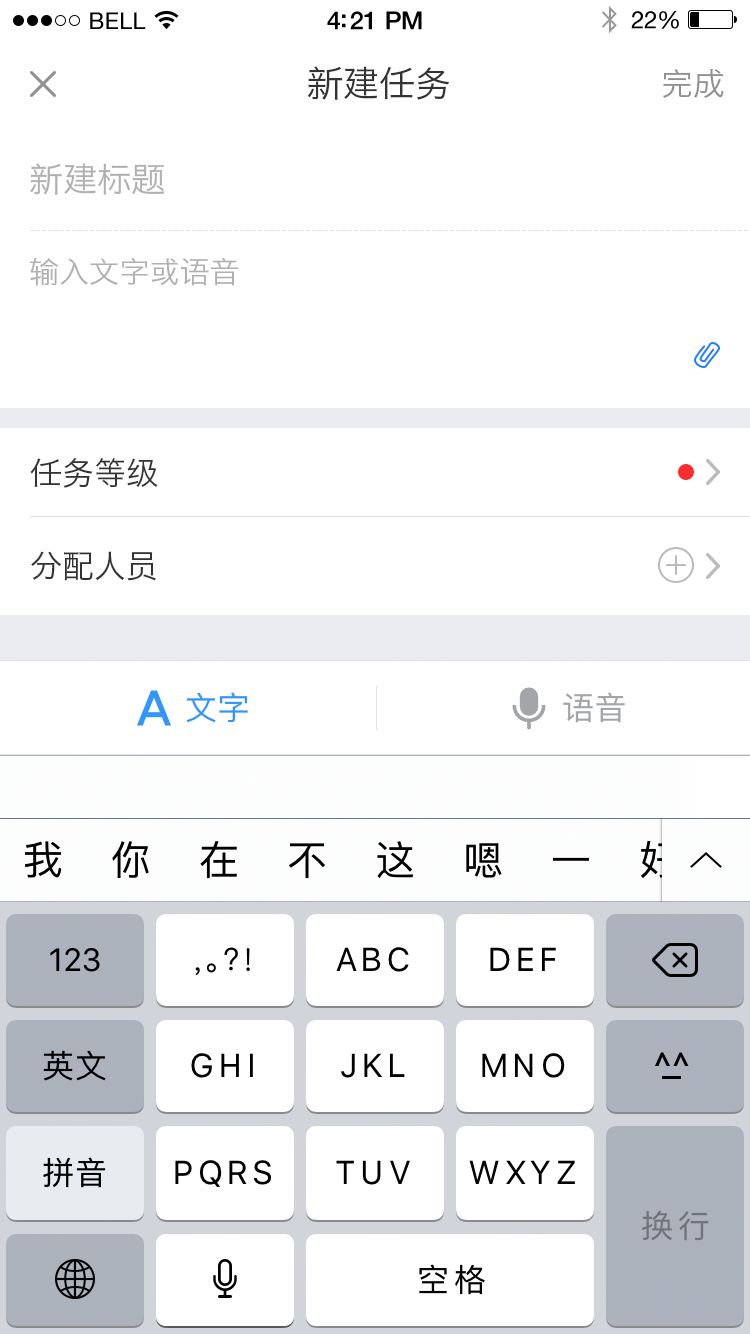 BELL 4:21 PM 22%
新建任务 完成
新建标题
输入文字或语音
任务等级
分配人员
A 文字 语音
我 你 在 不 这 嗯 一 好
123 ,。?! ABC DEF
英文 GHI JKL MNO ^_^
拼音 PQRS TUV WXYZ
换行
空格